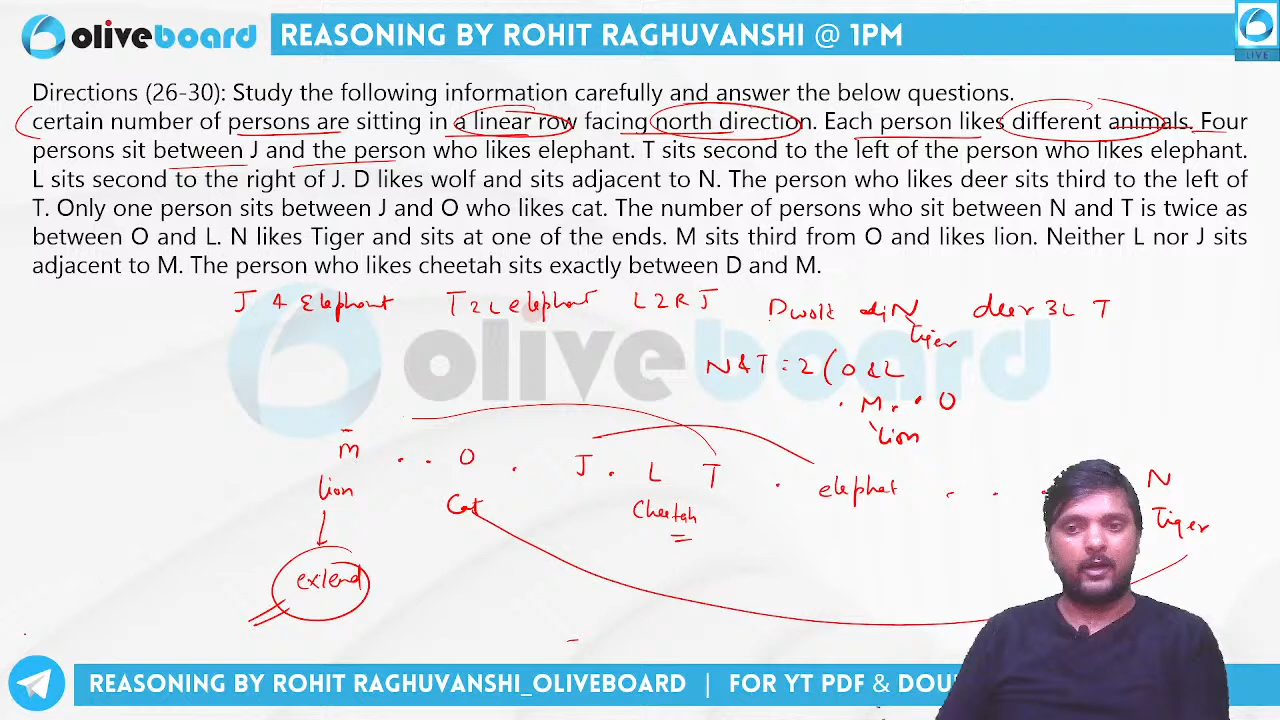 oliveboard REASONING BY ROHIT RAGHUVANSHI @ 1PM
LIVE
Directions (26-30): Study the following information carefully and answer the below questions.
certain number of persons are sitting in a linear row facing north direction. Each person likes different animals. Four
persons sit between J and the person who likes elephant. T sits second to the left of the person who likes elephant.
L sits second to the right of J. D likes wolf and sits adjacent to N. The person who likes deer sits third to the left of
T. Only one person sits between J and O who likes cat. The number of persons who sit between N and T is twice as
between O and L. N likes Tiger and sits at one of the ends. M sits third from O and likes lion. Neither L nor J sits
adjacent to M. The person who likes cheetah sits exactly between D and M.
J 4 Elephant T 2 L elephant L 2 R J D wolf adj N deer 3L T
Tiger
oliveboard
N & T = 2 ( O & L
. M . . O
lion
m . . O . J . L T . elephat . . . N
lion Cat Cheetah Tiger
extend
REASONING BY ROHIT RAGHUVANSHI_OLIVEBOARD | FOR YT PDF & DOU